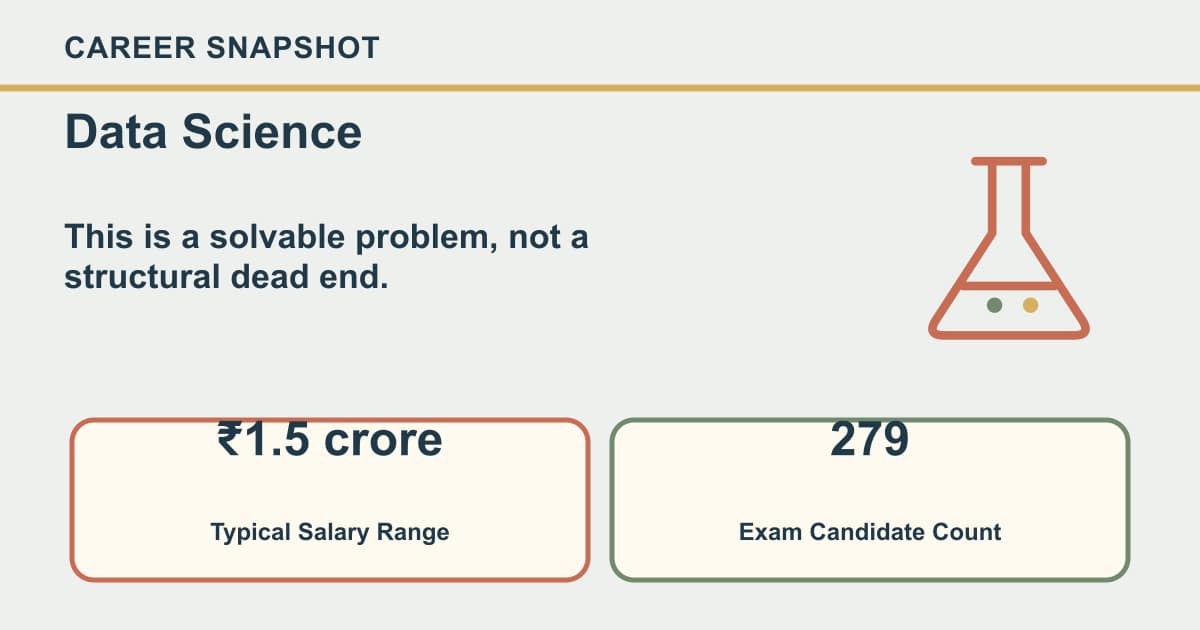 CAREER SNAPSHOT
Data Science
This is a solvable problem, not a
structural dead end.
₹1.5 crore
279
Typical Salary Range
Exam Candidate Count